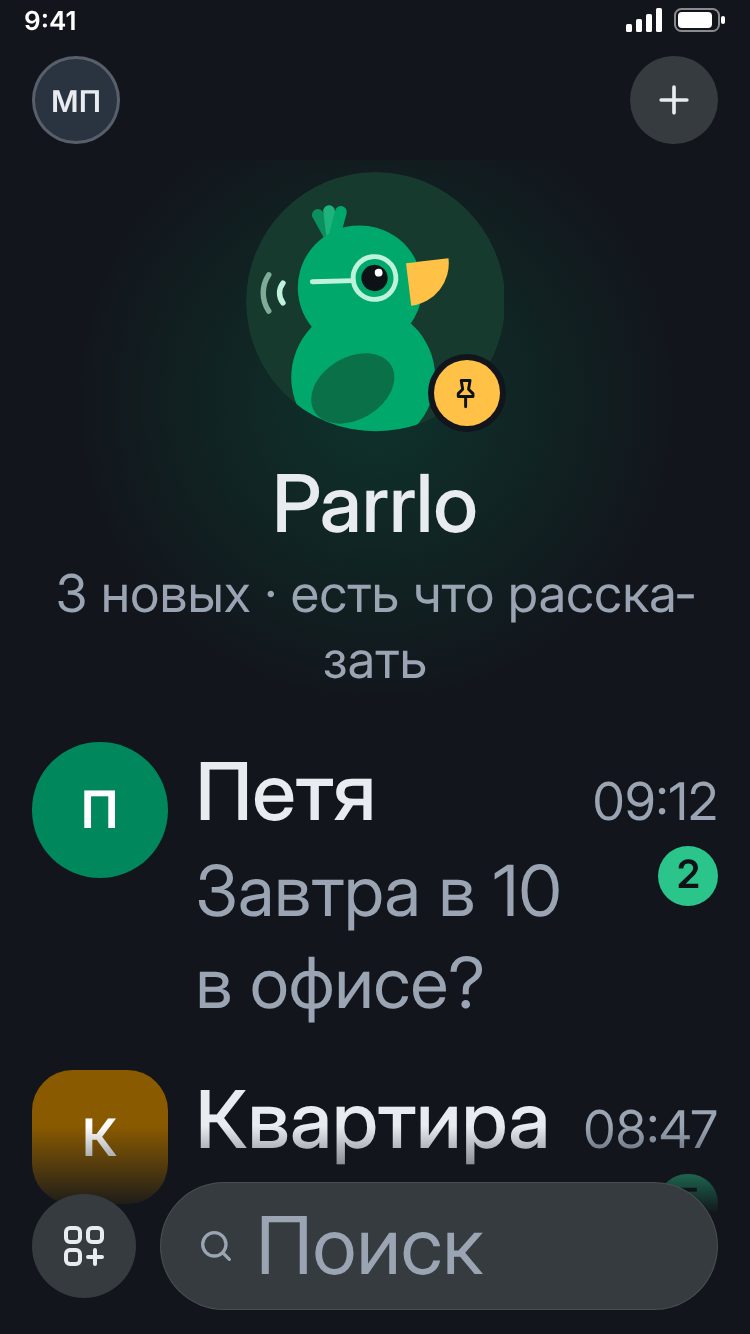 9:41
МП
Parrlo
3 новых · есть что расска-
зать
П
Петя
09:12
Завтра в 10
2
в офисе?
К
Квартира
08:47
Поиск